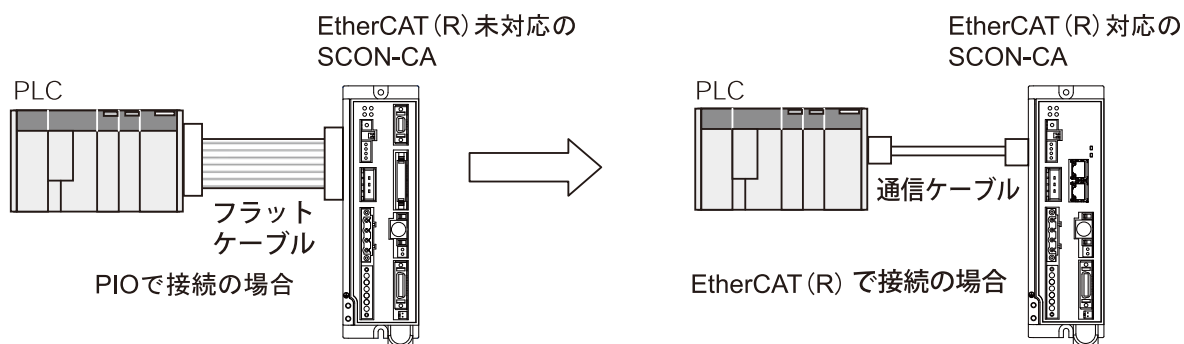 EtherCAT(R)未対応の
SCON-CA
PLC
フラット
ケーブル
PIOで接続の場合
EtherCAT(R)対応の
SCON-CA
PLC
通信ケーブル
EtherCAT(R) で接続の場合